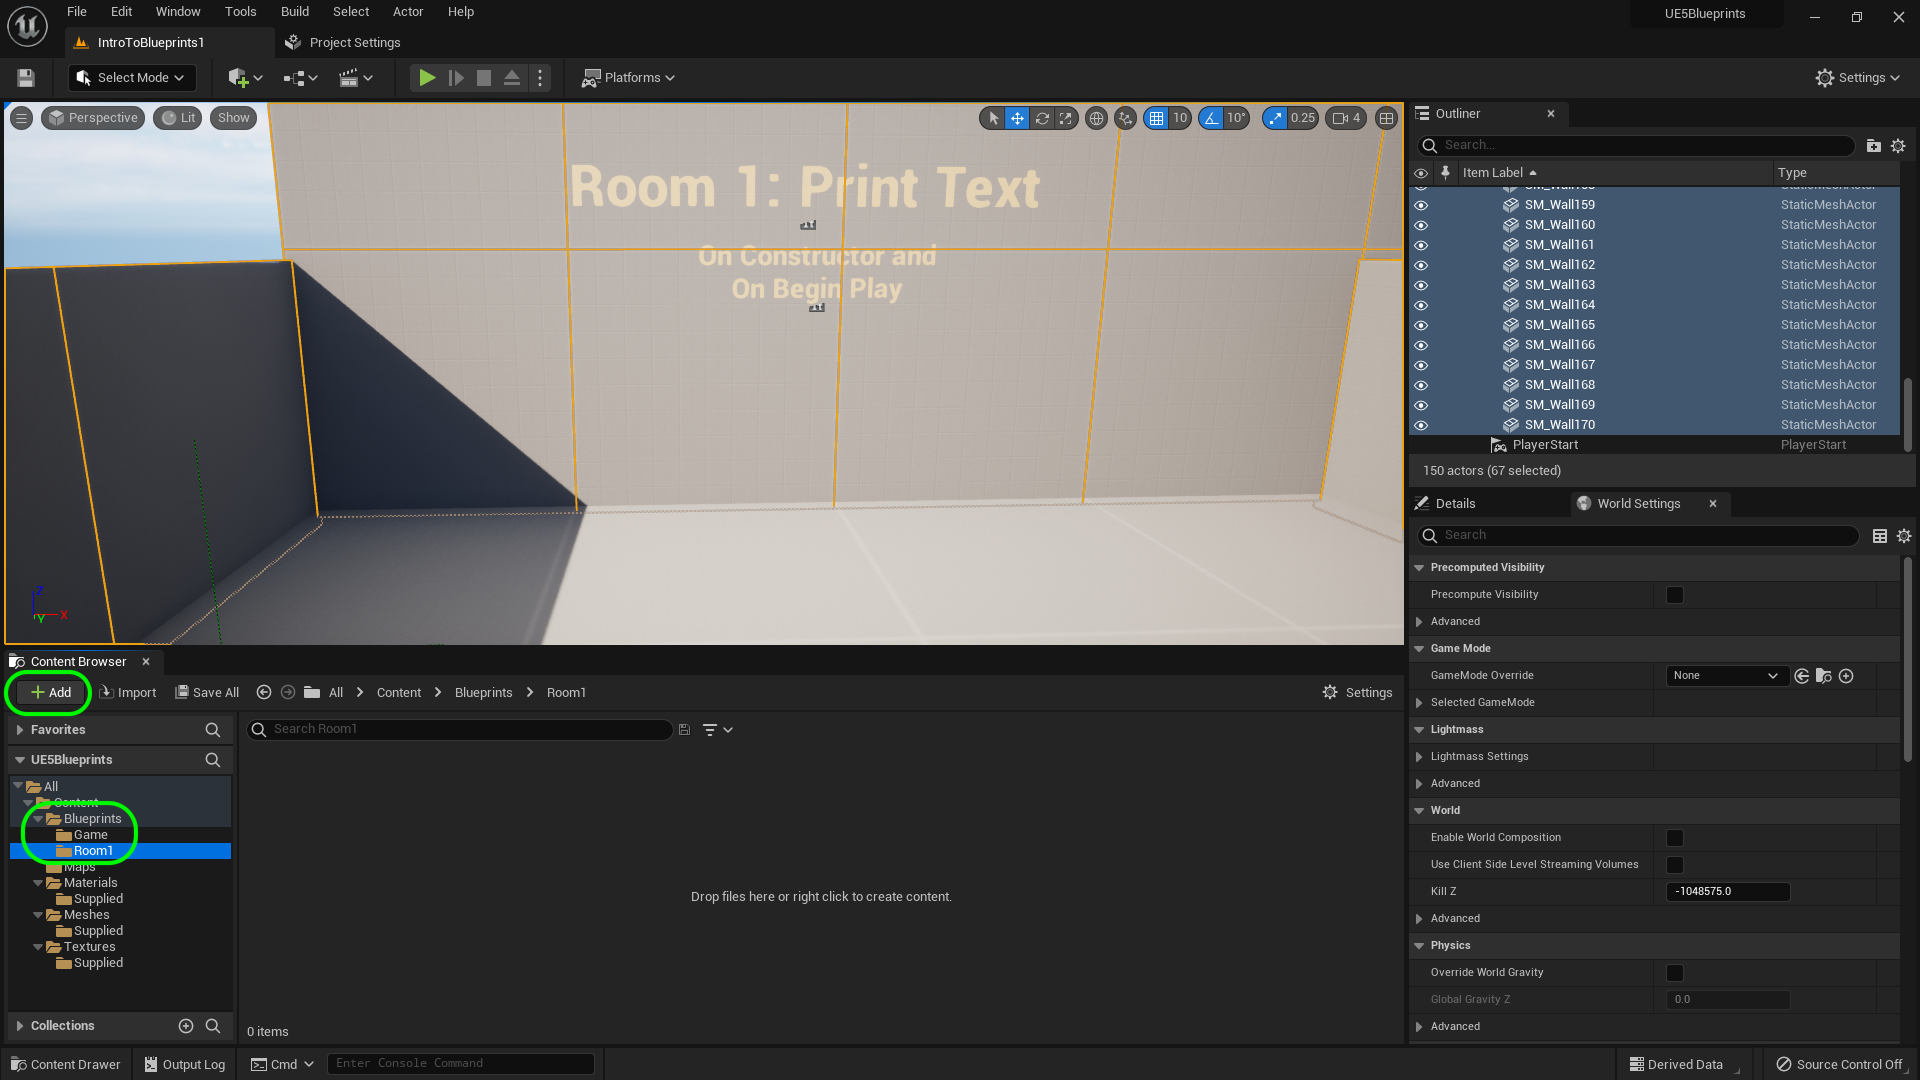 File Edit Window Tools Build Select Actor Help
UE5Blueprints
IntroToBlueprints1
Project Settings
Select Mode
Platforms
Settings
Perspective
Lit
Show
10
10°
0.25
4
Room 1: Print Text
On Constructor and
On Begin Play
Z
X
Y
Outliner
Search...
Item Label
Type
SM_Wall159 StaticMeshActor
SM_Wall160 StaticMeshActor
SM_Wall161 StaticMeshActor
SM_Wall162 StaticMeshActor
SM_Wall163 StaticMeshActor
SM_Wall164 StaticMeshActor
SM_Wall165 StaticMeshActor
SM_Wall166 StaticMeshActor
SM_Wall167 StaticMeshActor
SM_Wall168 StaticMeshActor
SM_Wall169 StaticMeshActor
SM_Wall170 StaticMeshActor
PlayerStart PlayerStart
150 actors (67 selected)
Details
World Settings
Search
Precomputed Visibility
Precompute Visibility
Advanced
Game Mode
GameMode Override None
Selected GameMode
Lightmass
Lightmass Settings
Advanced
World
Enable World Composition
Use Client Side Level Streaming Volumes
Kill Z -1048575.0
Advanced
Physics
Override World Gravity
Global Gravity Z 0.0
Advanced
Content Browser
Add
Import
Save All
All
Content
Blueprints
Room1
Settings
Favorites
UE5Blueprints
All
Content
Blueprints
Game
Room1
Maps
Materials
Supplied
Meshes
Supplied
Textures
Supplied
Collections
Search Room1
Drop files here or right click to create content.
0 items
Content Drawer
Output Log
Cmd
Enter Console Command
Derived Data
Source Control Off